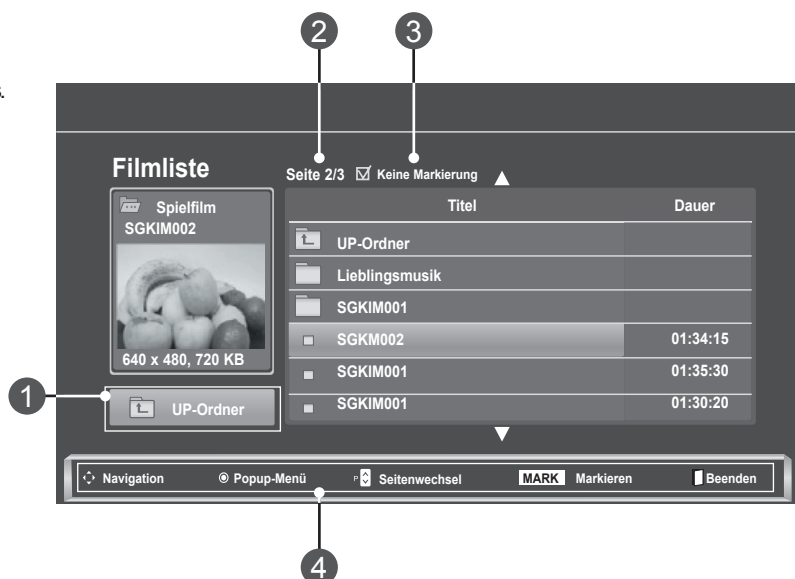 2 3
Filmliste
Seite 2/3 Keine Markierung
Spielfilm
SGKIM002
640 x 480, 720 KB
1
UP-Ordner
Titel Dauer
UP-Ordner
Lieblingsmusik
SGKIM001
SGKM002 01:34:15
SGKIM001 01:35:30
SGKIM001 01:30:20
Navigation Popup-Menü P Seitenwechsel MARK Markieren Beenden
4